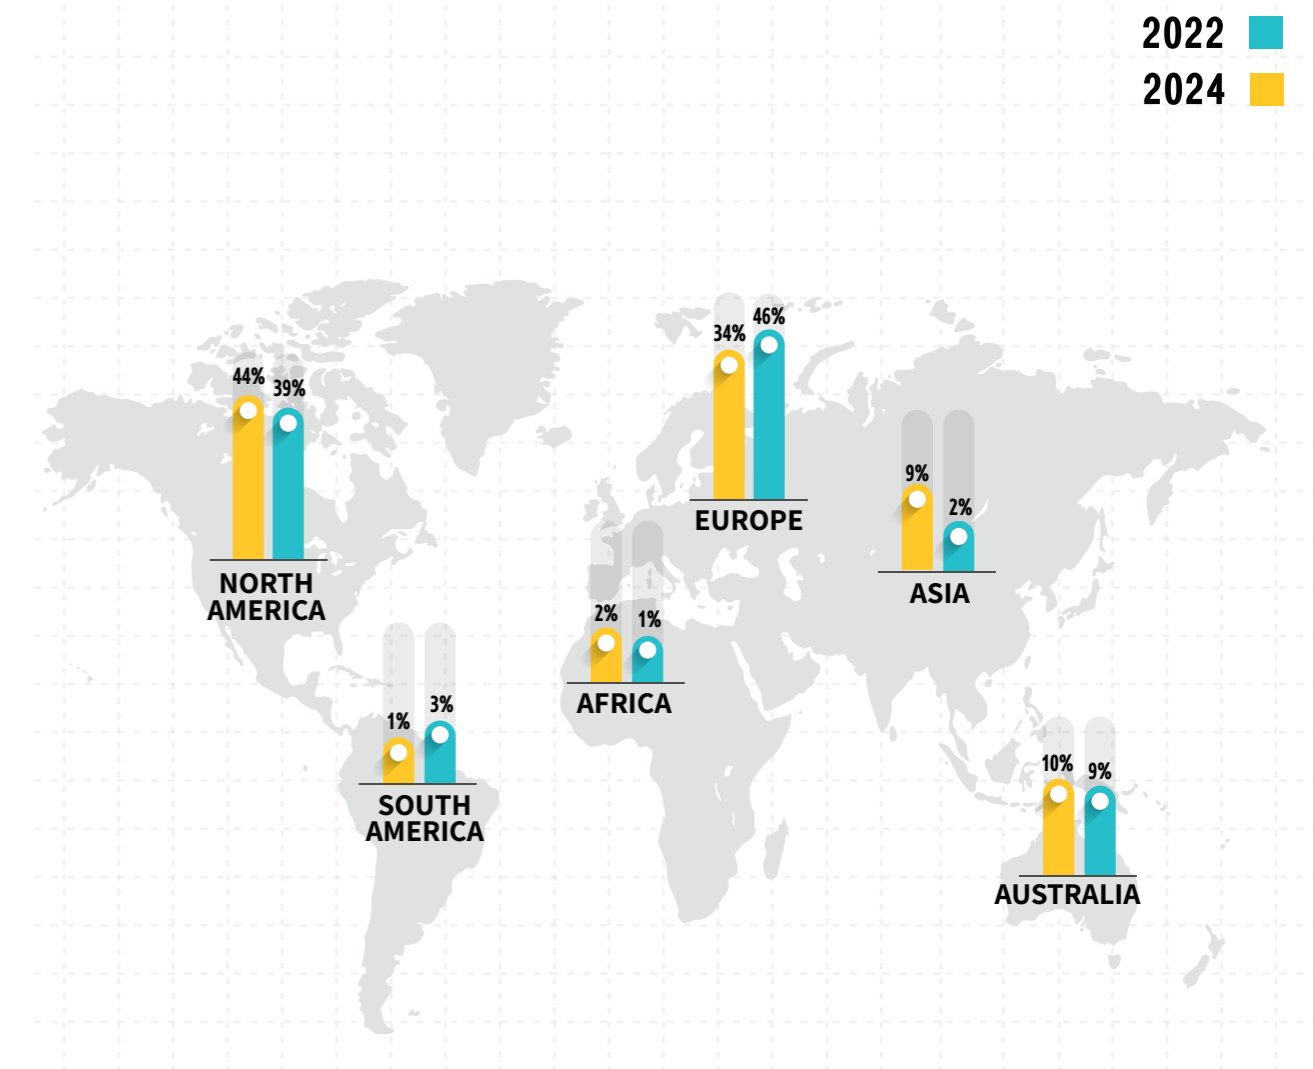 2022
2024
34% 46%
44% 39%
EUROPE
9% 2%
NORTH
AMERICA
ASIA
2% 1%
AFRICA
1% 3%
SOUTH
AMERICA
10% 9%
AUSTRALIA